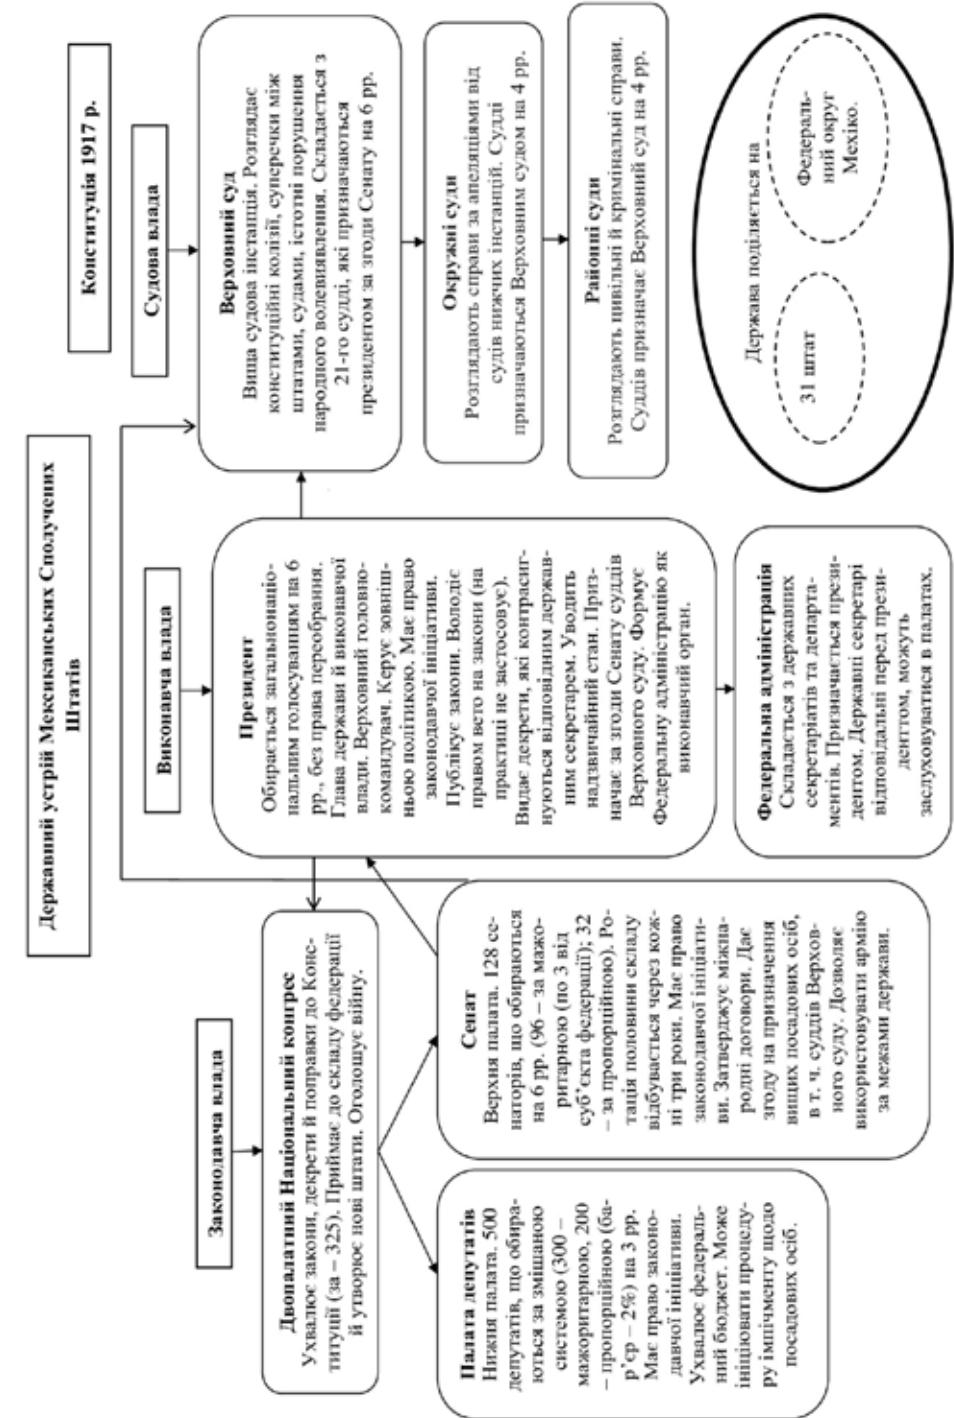 Державний устрій Мексиканських Сполучених
Штатів
Конституція 1917 р.
Законодавча влада
Виконавча влада
Судова влада
Двопалатний Національний конгрес
Ухвалює закони, декрети й поправки до Конс-
титуції (за – 325). Приймає до складу федерації
й утворює нові штати. Оголошує війну.
Палата депутатів
Нижня палата. 500
депутатів, що обира-
ються за змішаною
системою (300 –
мажоритарною, 200
– пропорційною (ба-
р’єр – 2%) на 3 рр.
Має право законо-
давчої ініціативи.
Ухвалює федераль-
ний бюджет. Може
ініціювати процеду-
ру імпічменту щодо
посадових осіб.
Сенат
Верхня палата. 128 се-
наторів, що обираються
на 6 рр. (96 – за мажо-
ритарною (по 3 від
суб’єкта федерації); 32
– за пропорційною). Ро-
тація половини складу
відбувається через кож-
ні три роки. Має право
законодавчої ініціати-
ви. Затверджує міжна-
родні договори. Дає
згоду на призначення
вищих посадових осіб,
в т. ч. суддів Верхов-
ного суду. Дозволяє
використовувати армію
за межами держави.
Президент
Обирається загальнонаціо-
нальним голосуванням на 6
рр., без права переобрання.
Глава держави й виконавчої
влади. Верховний головно-
командувач. Керує зовніш-
ньою політикою. Має право
законодавчої ініціативи.
Публікує закони. Володіє
правом вето на закони (на
практиці не застосовує).
Видає декрети, які контрасиг-
нуються відповідним держав-
ним секретарем. Уводить
надзвичайний стан. Приз-
начає за згоди Сенату суддів
Верховного суду. Формує
Федеральну адміністрацію як
виконавчий орган.
Федеральна адміністрація
Складається з державних
секретаріатів та департа-
ментів. Призначається прези-
дентом. Державні секретарі
відповідальні перед прези-
денттом, можуть
заслуховуватися в палатах.
Верховний суд
Вища судова інстанція. Розглядає
конституційні колізії, суперечки між
штатами, судами, істотні порушення
народного волевиявлення. Складається з
21-го судді, які призначаються
президентом за згоди Сенату на 6 рр.
Окружні суди
Розглядають справи за апеляціями від
судів нижчих інстанцій. Судді
призначаються Верховним судом на 4 рр.
Районні суди
Розглядають цивільні й кримінальні справи.
Суддів призначає Верховний суд на 4 рр.
Держава поділяється на
31 штат
Федераль-
ний округ
Мехіко.